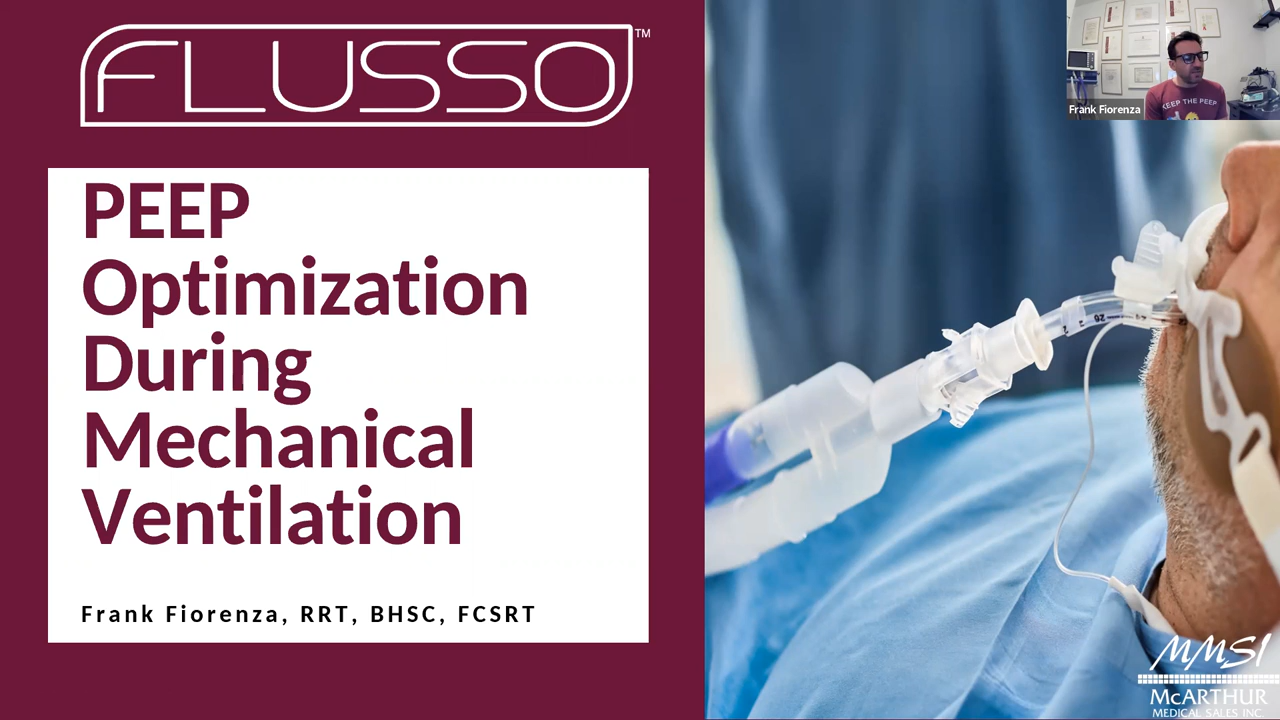 FLUSSO™
PEEP
Optimization
During
Mechanical
Ventilation
Frank Fiorenza, RRT, BHSC, FCSRT
Frank Fiorenza
KEEP THE PEEP
26
MMSI
McARTHUR
MEDICAL SALES INC.